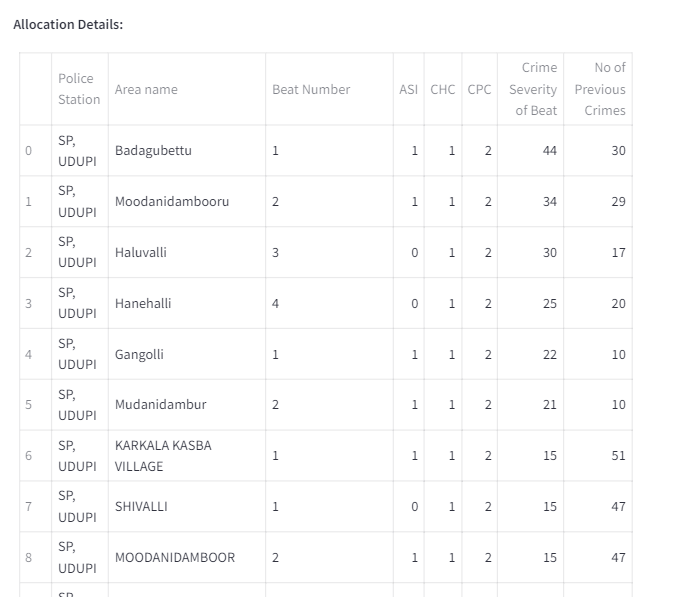 Allocation Details:
Police Station	Area name	Beat Number	ASI	CHC	CPC	Crime Severity of Beat	No of Previous Crimes
0	SP, UDUPI	Badagubettu	1	1	1	2	44	30
1	SP, UDUPI	Moodanidambooru	2	1	1	2	34	29
2	SP, UDUPI	Haluvalli	3	0	1	2	30	17
3	SP, UDUPI	Hanehalli	4	0	1	2	25	20
4	SP, UDUPI	Gangolli	1	1	1	2	22	10
5	SP, UDUPI	Mudanidambur	2	1	1	2	21	10
6	SP, UDUPI	KARKALA KASBA VILLAGE	1	1	1	2	15	51
7	SP, UDUPI	SHIVALLI	1	0	1	2	15	47
8	SP, UDUPI	MOODANIDAMBOOR	2	1	1	2	15	47